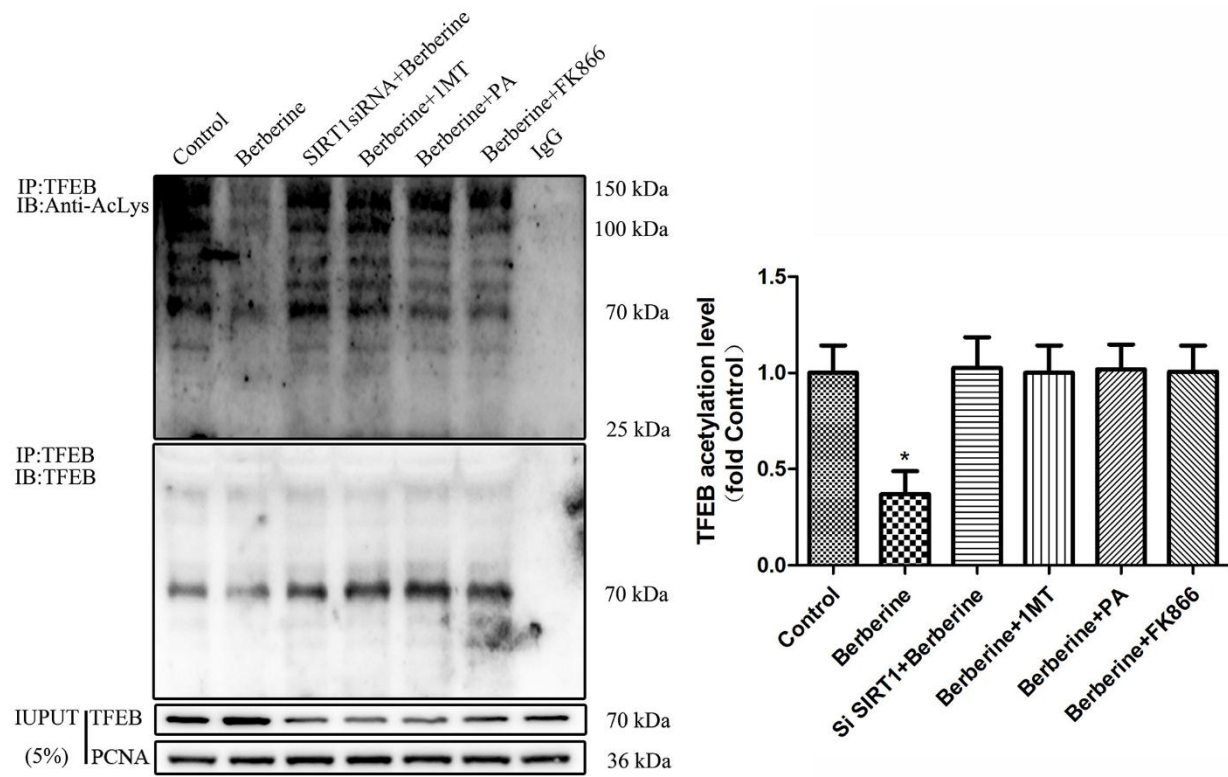 Control
Berberine
SIRT1siRNA+Berberine
Berberine+1MT
Berberine+PA
Berberine+FK866
IgG
IP:TFEB
IB:Anti-AcLys
150 kDa
100 kDa
70 kDa
25 kDa
IP:TFEB
IB:TFEB
70 kDa
IUPUT TFEB 70 kDa
(5%) PCNA 36 kDa
TFEB acetylation level
(fold Control)
1.5
1.0
0.5
0.0
*
Control
Berberine
Si SIRT1+Berberine
Berberine+1MT
Berberine+PA
Berberine+FK866